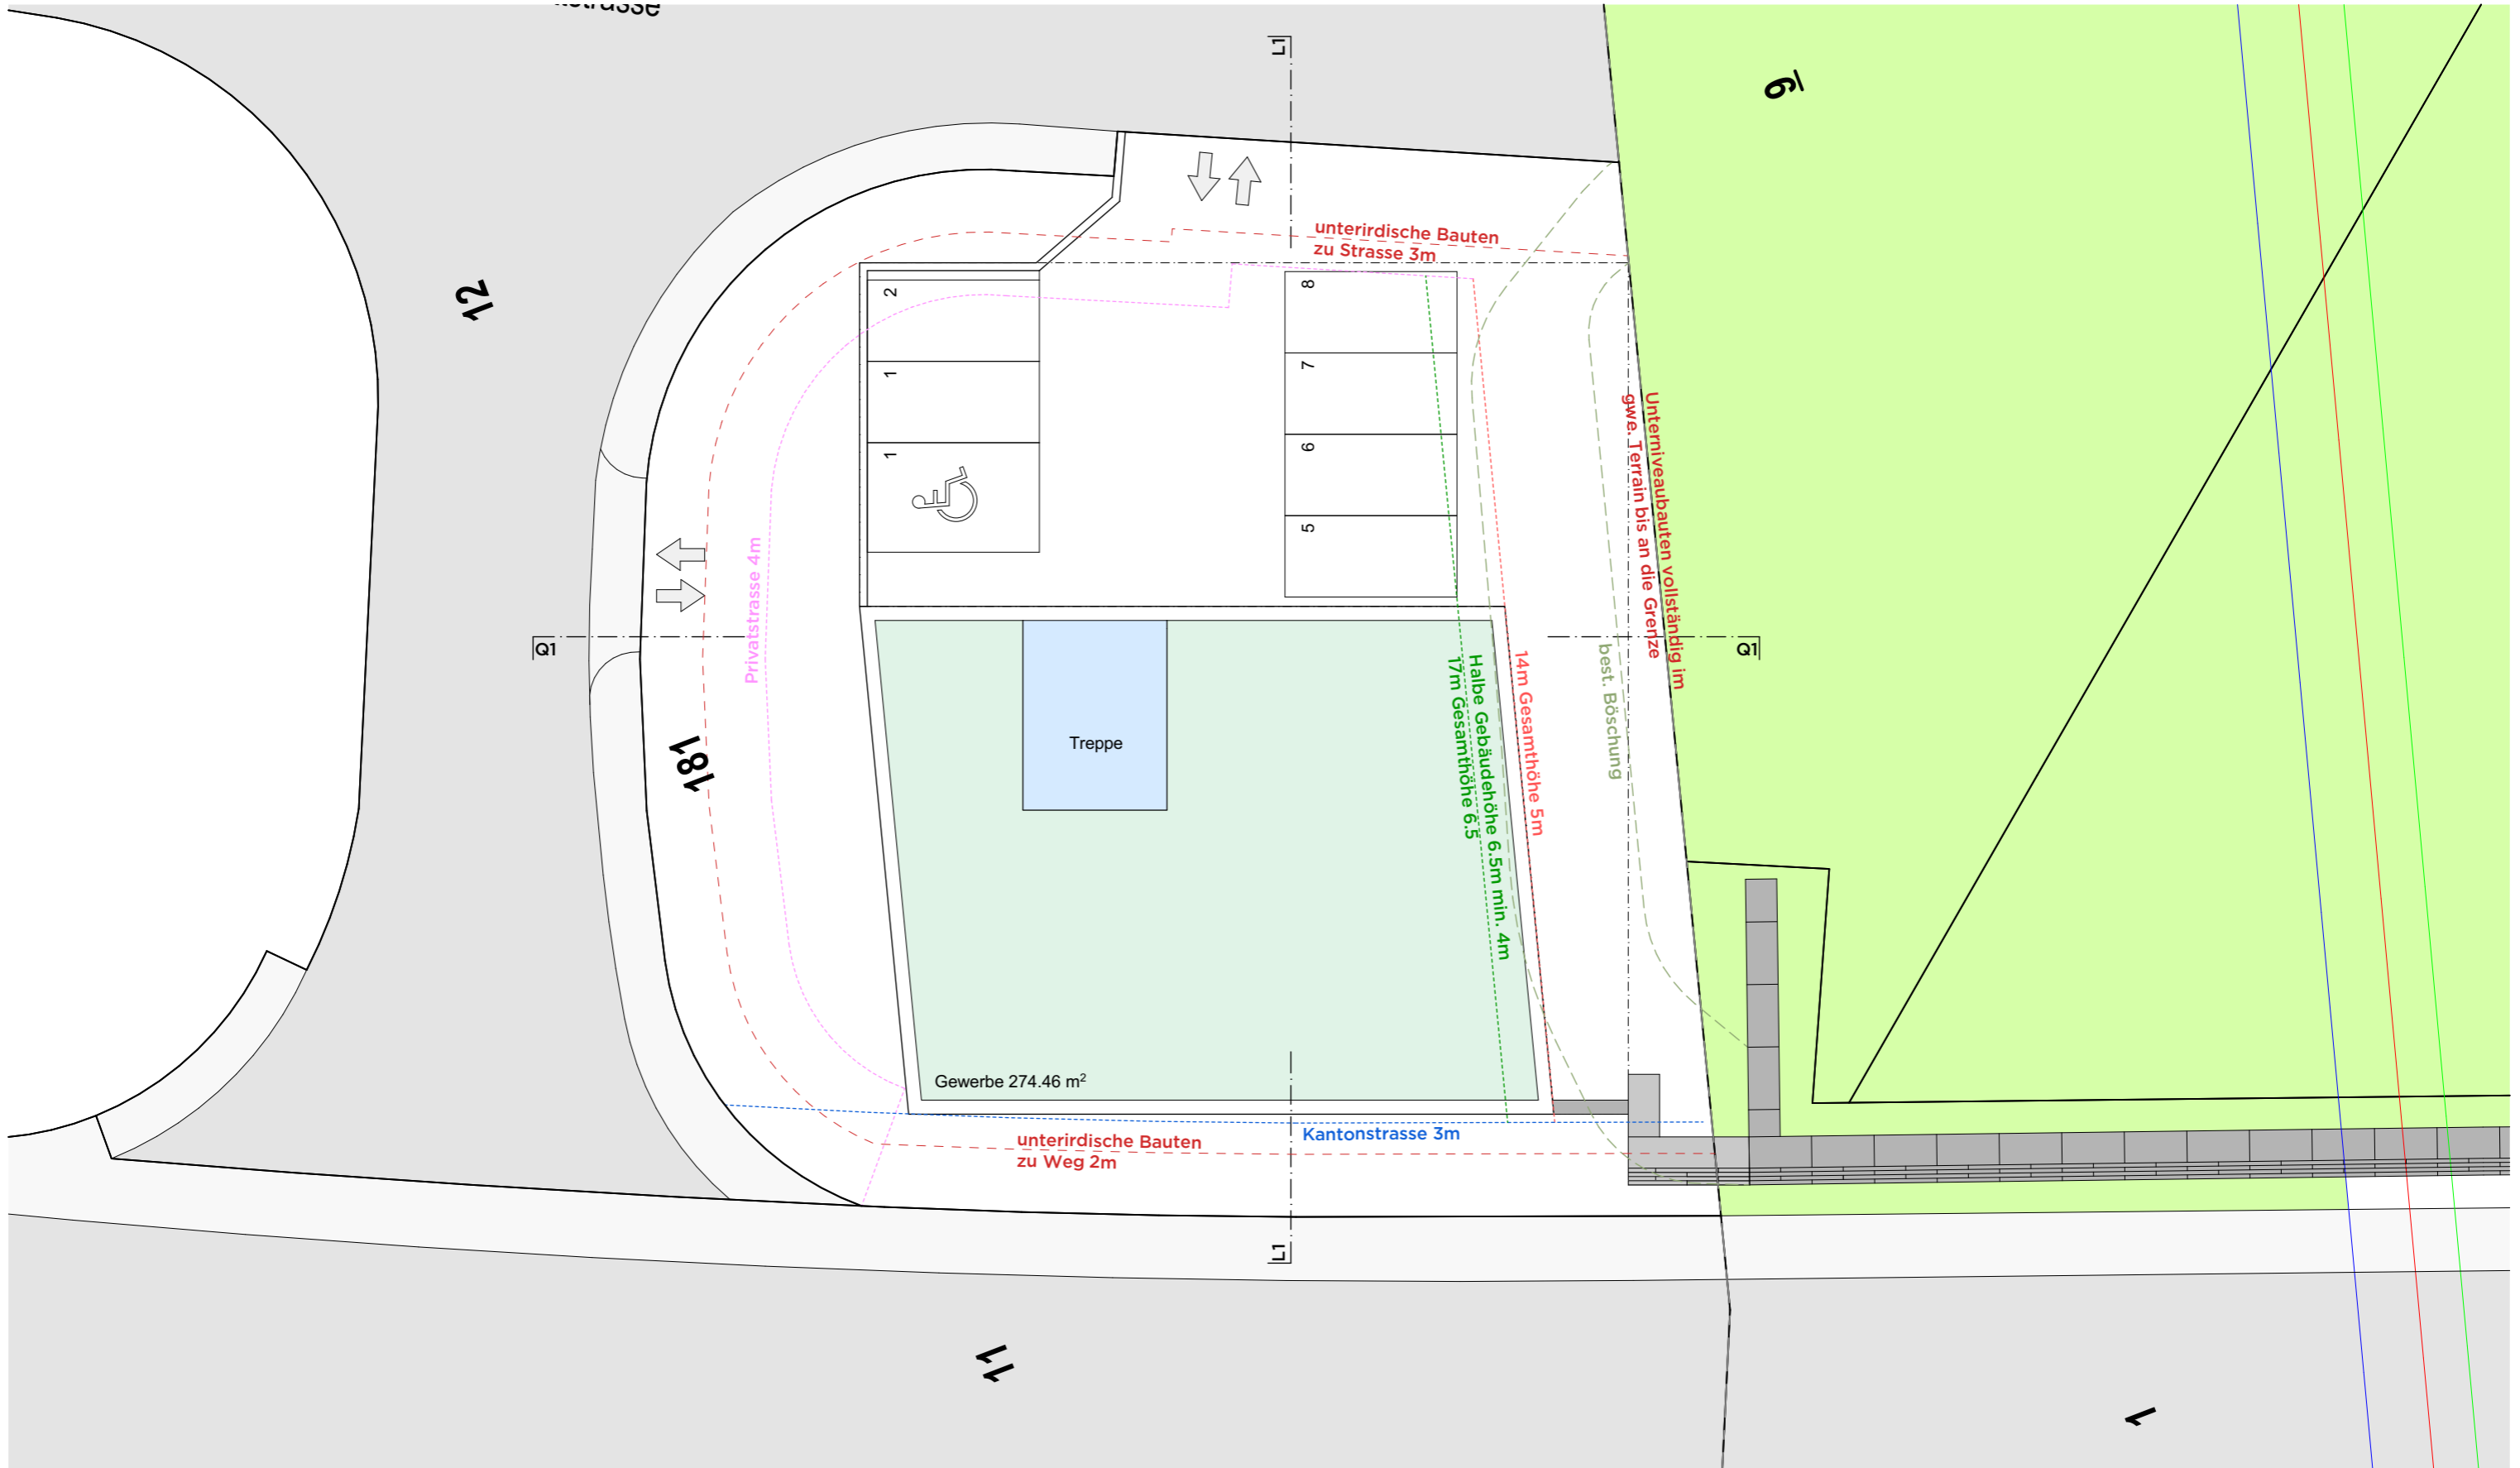 L1
9
12
unterirdische Bauten
zu Strasse 3m
2
1
1
8
7
6
5
Unterniveaubauten vollständig im
gwe. Terrain bis an die Grenze
Privatstrasse 4m
Q1
Q1
best. Böschung
14m Gesamthöhe 5m
Halbe Gebäudehöhe 6.5m min. 4m
17m Gesamthöhe 6.5
181
Treppe
Gewerbe 274.46 m²
unterirdische Bauten
zu Weg 2m
Kantonstrasse 3m
L1
11
1